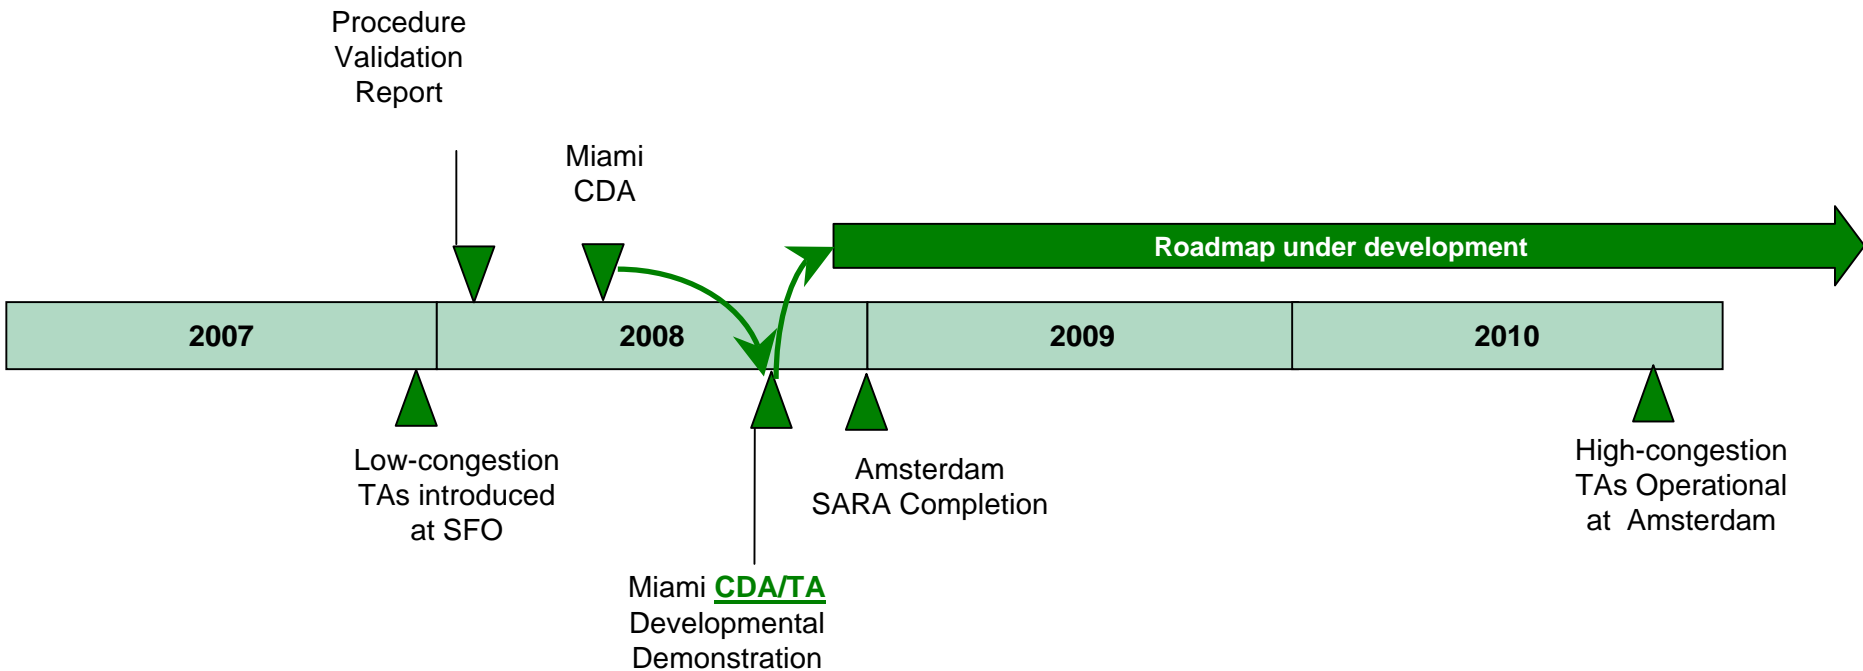 Procedure
Validation
Report
Miami
CDA
Roadmap under development
2007
2008
2009
2010
Low-congestion
TAs introduced
at SFO
Amsterdam
SARA Completion
High-congestion
TAs Operational
at Amsterdam
Miami CDA/TA
Developmental
Demonstration